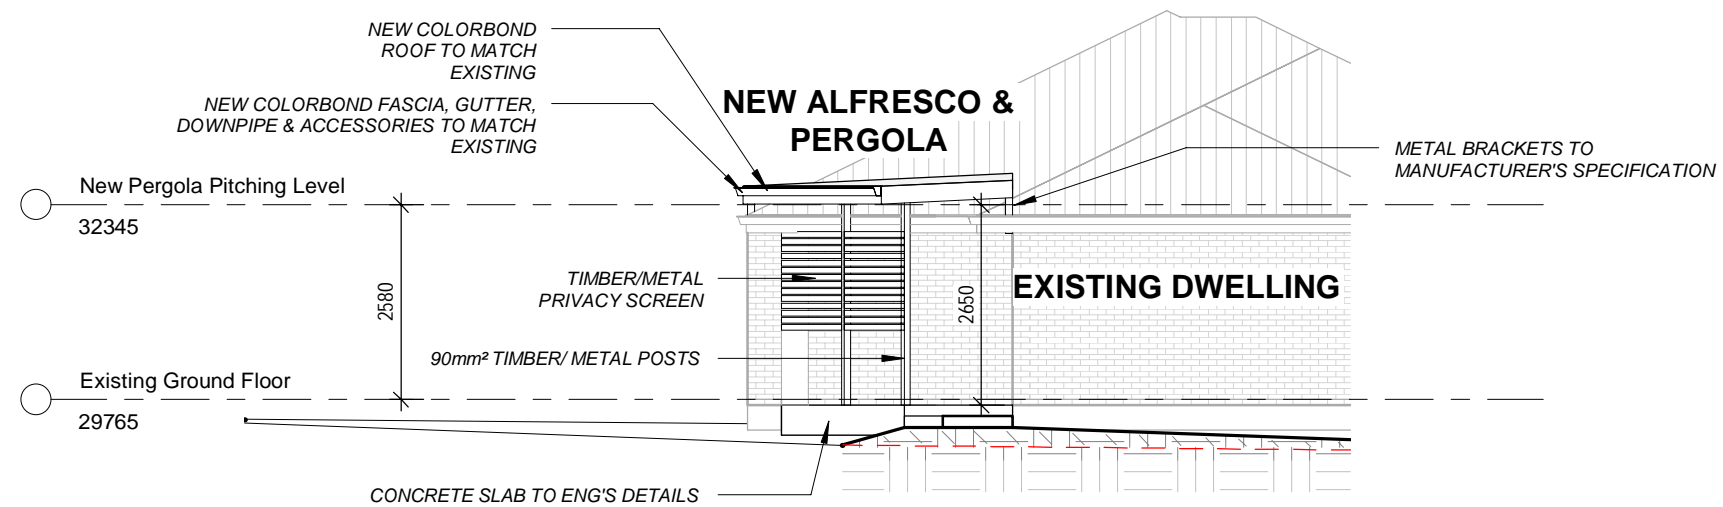 NEW COLORBOND
ROOF TO MATCH
EXISTING
NEW COLORBOND FASCIA, GUTTER,
DOWNPIPE & ACCESSORIES TO MATCH
EXISTING
NEW ALFRESCO &
PERGOLA
METAL BRACKETS TO
MANUFACTURER'S SPECIFICATION
New Pergola Pitching Level
32345
2580
TIMBER/METAL
PRIVACY SCREEN
2650
EXISTING DWELLING
90mm² TIMBER/ METAL POSTS
Existing Ground Floor
29765
CONCRETE SLAB TO ENG'S DETAILS